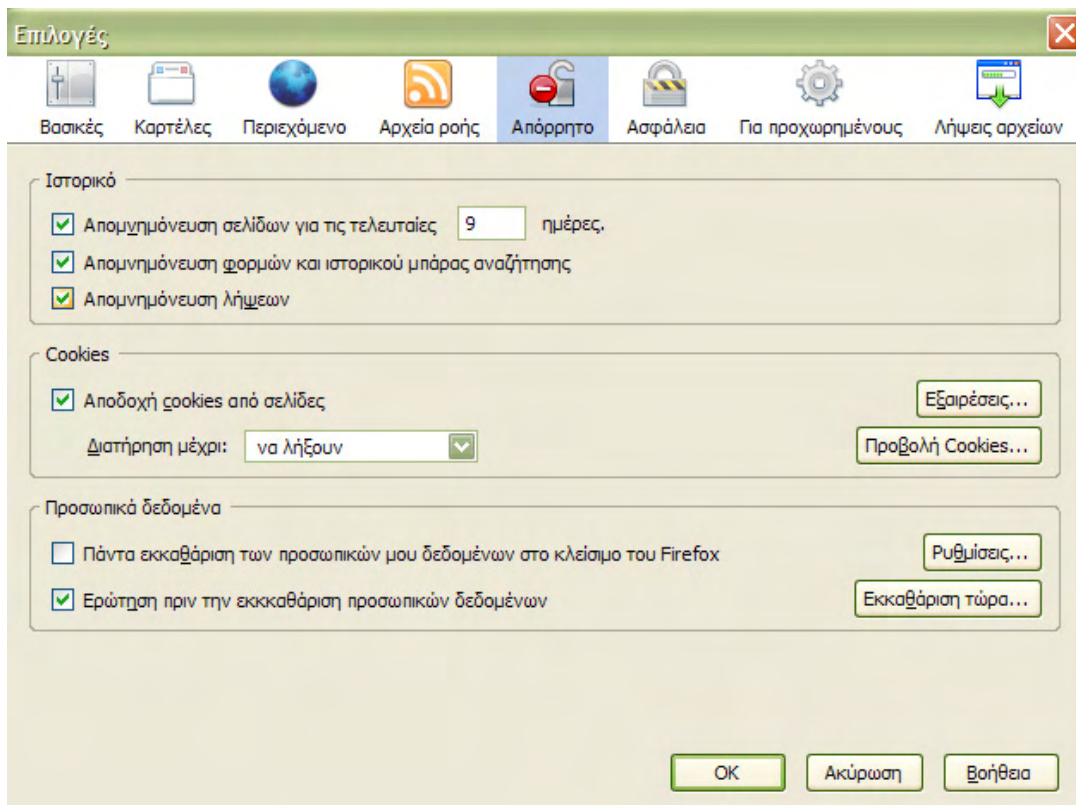 Επιλογές
Βασικές Καρτέλες Περιεχόμενο Αρχεία ροής Απόρρητο Ασφάλεια Για προχωρημένους Λήψεις αρχείων
Ιστορικό
Απομνημόνευση σελίδων για τις τελευταίες 9 ημέρες.
Απομνημόνευση φορμών και ιστορικού μπάρας αναζήτησης
Απομνημόνευση λήψεων
Cookies
Αποδοχή cookies από σελίδες Εξαιρέσεις...
Διατήρηση μέχρι: να λήξουν Προβολή Cookies...
Προσωπικά δεδομένα
Πάντα εκκαθάριση των προσωπικών μου δεδομένων στο κλείσιμο του Firefox Ρυθμίσεις...
Ερώτηση πριν την εκκκαθάριση προσωπικών δεδομένων Εκκαθάριση τώρα...
OK Ακύρωση Βοήθεια